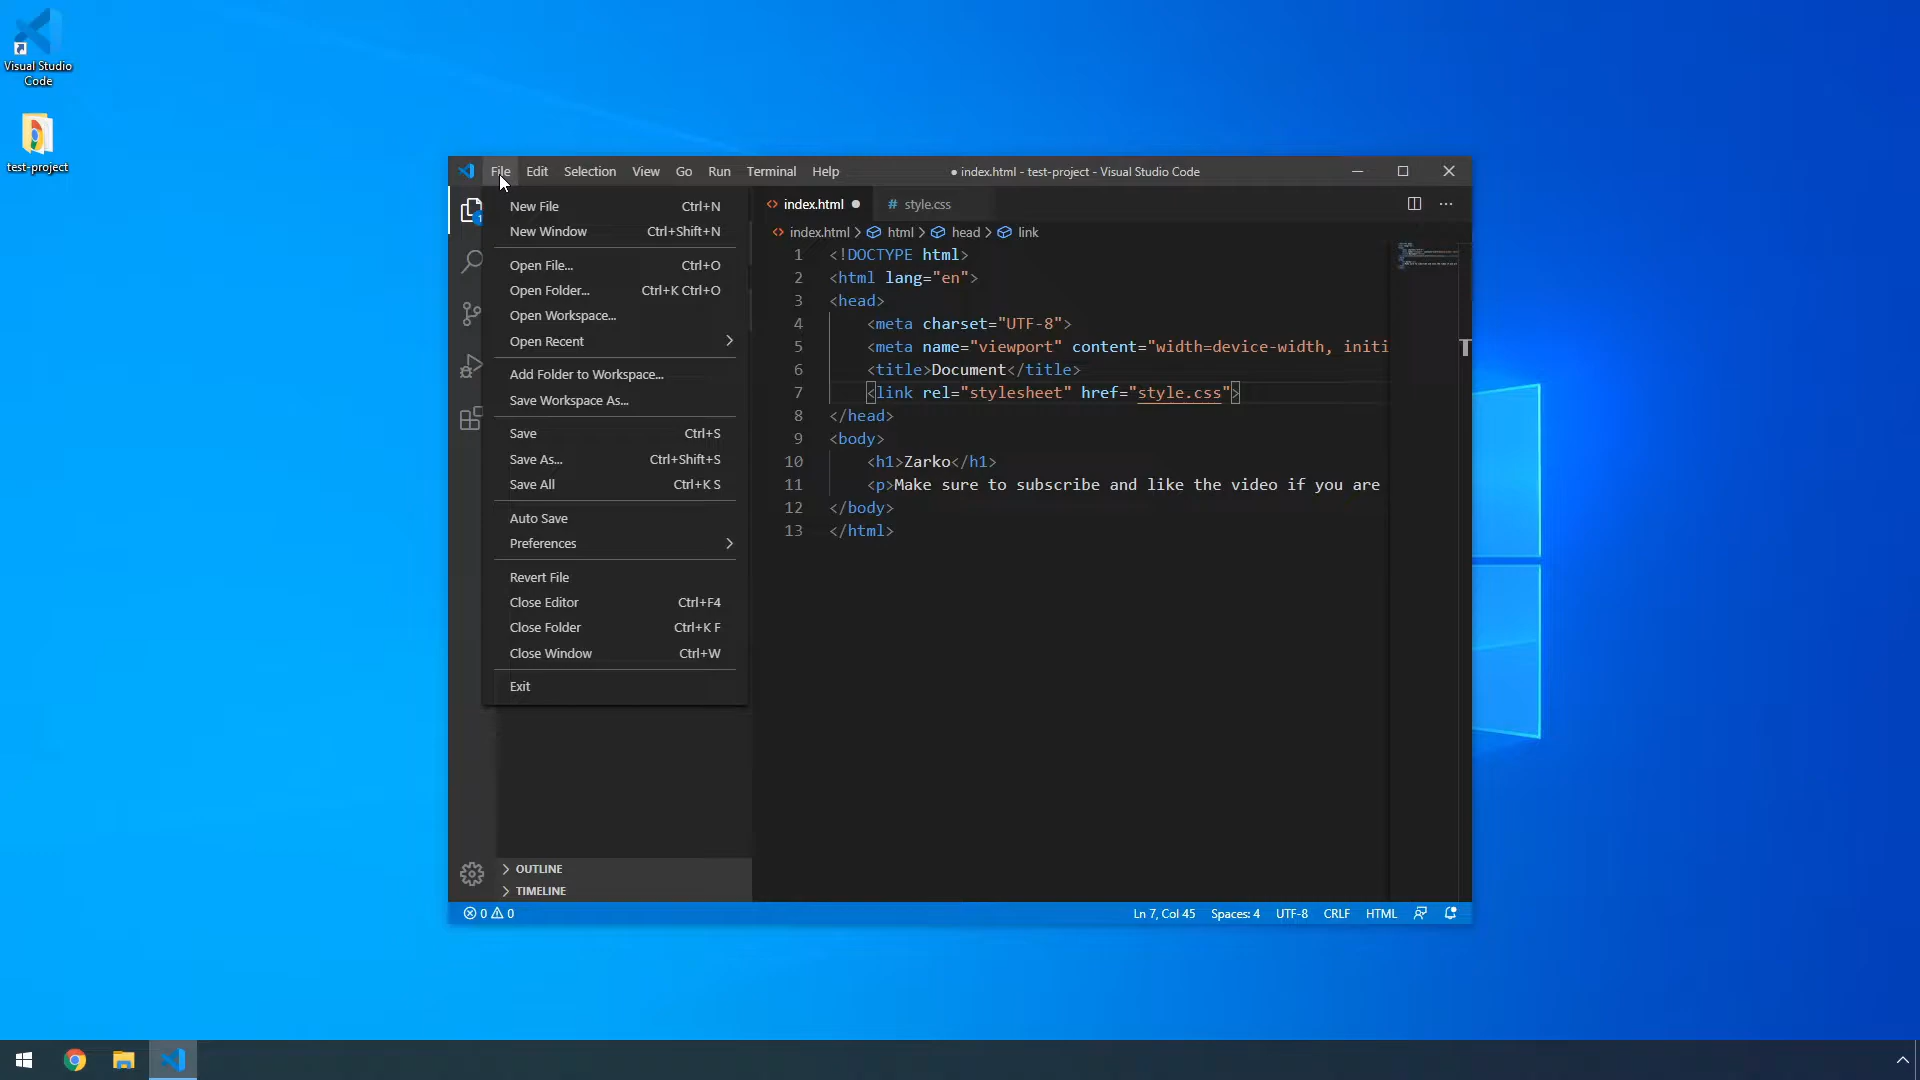 Visual Studio
Code
test-project
File Edit Selection View Go Run Terminal Help
● index.html - test-project - Visual Studio Code
1
New File Ctrl+N
New Window Ctrl+Shift+N
Open File... Ctrl+O
Open Folder... Ctrl+K Ctrl+O
Open Workspace...
Open Recent
Add Folder to Workspace...
Save Workspace As...
Save Ctrl+S
Save As... Ctrl+Shift+S
Save All Ctrl+K S
Auto Save
Preferences
Revert File
Close Editor Ctrl+F4
Close Folder Ctrl+K F
Close Window Ctrl+W
Exit
OUTLINE
TIMELINE
index.html ● # style.css
index.html > html > head > link
1 <!DOCTYPE html>
2 <html lang="en">
3 <head>
4 <meta charset="UTF-8">
5 <meta name="viewport" content="width=device-width, initi
6 <title>Document</title>
7 <link rel="stylesheet" href="style.css">
8 </head>
9 <body>
10 <h1>Zarko</h1>
11 <p>Make sure to subscribe and like the video if you are
12 </body>
13 </html>
0 0
Ln 7, Col 45 Spaces: 4 UTF-8 CRLF HTML